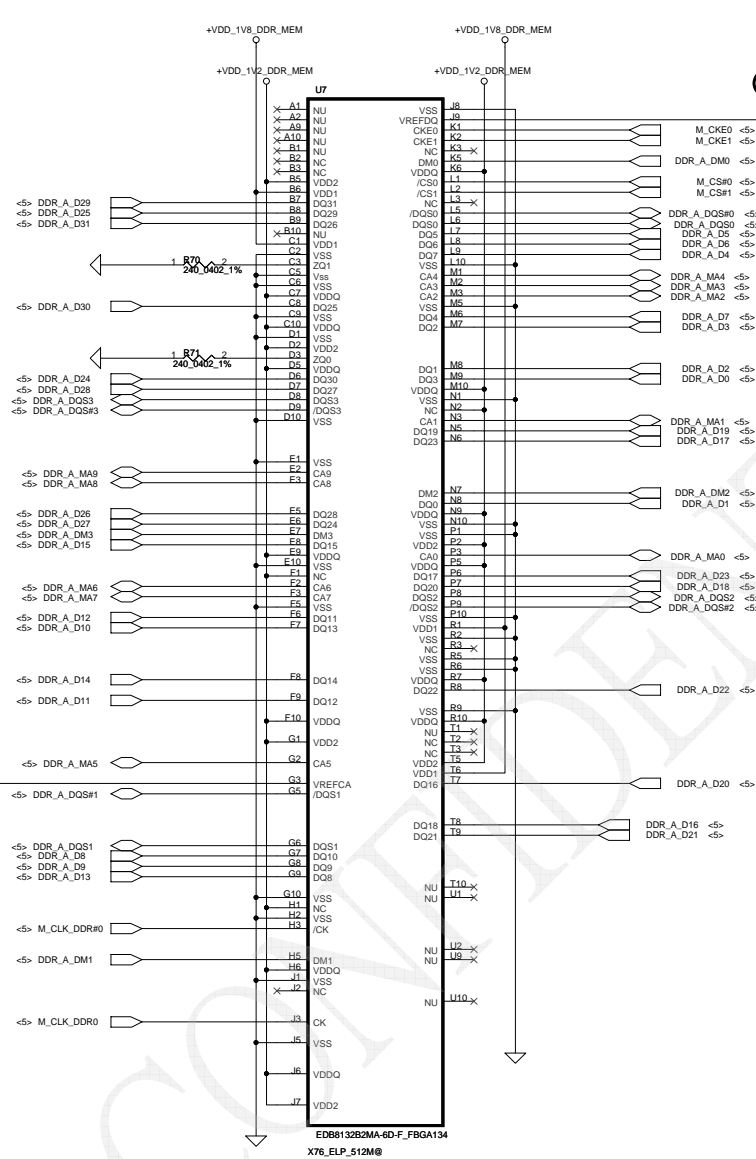 +VDD_1V8_DDR_MEM
+VDD_1V8_DDR_MEM
+VDD_1V2_DDR_MEM
+VDD_1V2_DDR_MEM
U7
A1 NU
A2 NU
A9 NU
A10 NU
B1 NU
B2 NC
B3 NC
B5 VDD2
B6 VDD1
<5> DDR_A_D29 B7 DQ31
<5> DDR_A_D25 B8 DQ29
<5> DDR_A_D31 B9 DQ26
B10 NU
C1 VDD1
C2 VSS
1 R70 2 C3 ZQ1
240_0402_1%
C5 Vss
C6 VSS
C7 VDDQ
<5> DDR_A_D30 C8 DQ25
C9 VSS
C10 VDDQ
D1 VSS
D2 VDD2
1 R71 2 D3 ZQ0
240_0402_1%
D5 VDDQ
<5> DDR_A_D24 D6 DQ30
<5> DDR_A_D28 D7 DQ27
<5> DDR_A_DQS3 D8 DQS3
<5> DDR_A_DQS#3 D9 /DQS3
D10 VSS
E1 VSS
<5> DDR_A_MA9 E2 CA9
<5> DDR_A_MA8 E3 CA8
<5> DDR_A_D26 E5 DQ28
<5> DDR_A_D27 E6 DQ24
<5> DDR_A_DM3 E7 DM3
<5> DDR_A_D15 E8 DQ15
E9 VDDQ
E10 VSS
F1 NC
<5> DDR_A_MA6 F2 CA6
<5> DDR_A_MA7 F3 CA7
F5 VSS
<5> DDR_A_D12 F6 DQ11
<5> DDR_A_D10 F7 DQ13
<5> DDR_A_D14 F8 DQ14
<5> DDR_A_D11 F9 DQ12
F10 VDDQ
G1 VDD2
<5> DDR_A_MA5 G2 CA5
G3 VREFCA
<5> DDR_A_DQS#1 G5 /DQS1
<5> DDR_A_DQS1 G6 DQS1
<5> DDR_A_D8 G7 DQ10
<5> DDR_A_D9 G8 DQ9
<5> DDR_A_D13 G9 DQ8
G10 VSS
H1 NC
H2 VSS
<5> M_CLK_DDR#0 H3 /CK
<5> DDR_A_DM1 H5 DM1
H6 VDDQ
J1 VSS
J2 NC
<5> M_CLK_DDR0 J3 CK
J5 VSS
J6 VDDQ
J7 VDD2
VSS J8
VREFDQ J9
CKE0 K1 M_CKE0 <5>
CKE1 K2 M_CKE1 <5>
NC K3
DM0 K5 DDR_A_DM0 <5>
VDDQ K6
/CS0 L1 M_CS#0 <5>
/CS1 L2 M_CS#1 <5>
NC L3
/DQS0 L5 DDR_A_DQS#0 <5
DQS0 L6 DDR_A_DQS0 <5
DQ5 L7 DDR_A_D5 <5>
DQ6 L8 DDR_A_D6 <5>
DQ7 L9 DDR_A_D4 <5>
VSS L10
CA4 M1 DDR_A_MA4 <5>
CA3 M2 DDR_A_MA3 <5>
CA2 M3 DDR_A_MA2 <5>
VSS M5
DQ4 M6 DDR_A_D7 <5>
DQ2 M7 DDR_A_D3 <5>
DQ1 M8 DDR_A_D2 <5>
DQ3 M9 DDR_A_D0 <5>
VDDQ M10
VSS N1
NC N2
CA1 N3 DDR_A_MA1 <5>
DQ19 N5 DDR_A_D19 <5>
DQ23 N6 DDR_A_D17 <5>
DM2 N7 DDR_A_DM2 <5>
DQ0 N8 DDR_A_D1 <5>
VDDQ N9
VSS N10
VSS P1
VDD2 P2
CA0 P3 DDR_A_MA0 <5>
VDDQ P5
DQ17 P6 DDR_A_D23 <5>
DQ20 P7 DDR_A_D18 <5>
DQS2 P8 DDR_A_DQS2 <5
/DQS2 P9 DDR_A_DQS#2 <5
VSS P10
VDD1 R1
VSS R2
NC R3
VSS R5
VSS R6
VDDQ R7
DQ22 R8 DDR_A_D22 <5>
VSS R9
VDDQ R10
NU T1
NC T2
NC T3
VDD2 T5
VDD1 T6
DQ16 T7 DDR_A_D20 <5>
DQ18 T8 DDR_A_D16 <5>
DQ21 T9 DDR_A_D21 <5>
NU T10
NU U1
NU U2
NU U9
NU U10
EDB8132B2MA-6D-F_FBGA134
X76_ELP_512M@
CONFIDENT